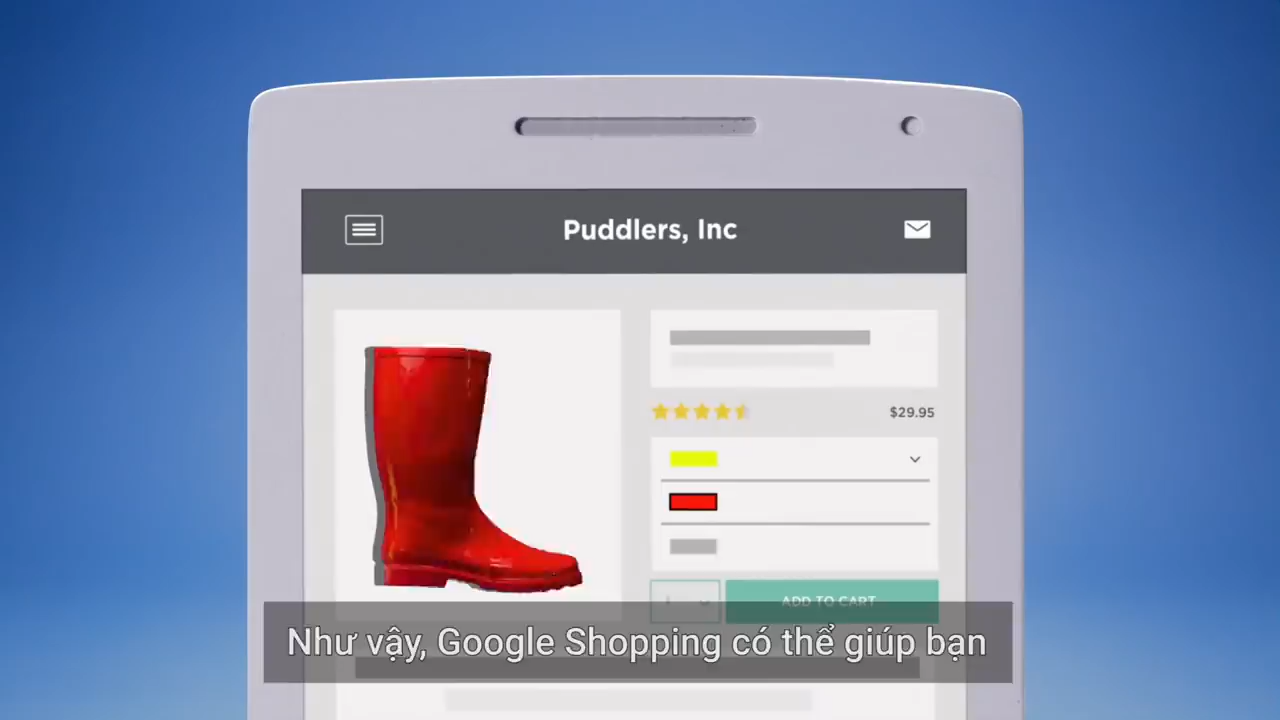 Puddlers, Inc
$29.95
ADD TO CART
Như vậy, Google Shopping có thể giúp bạn